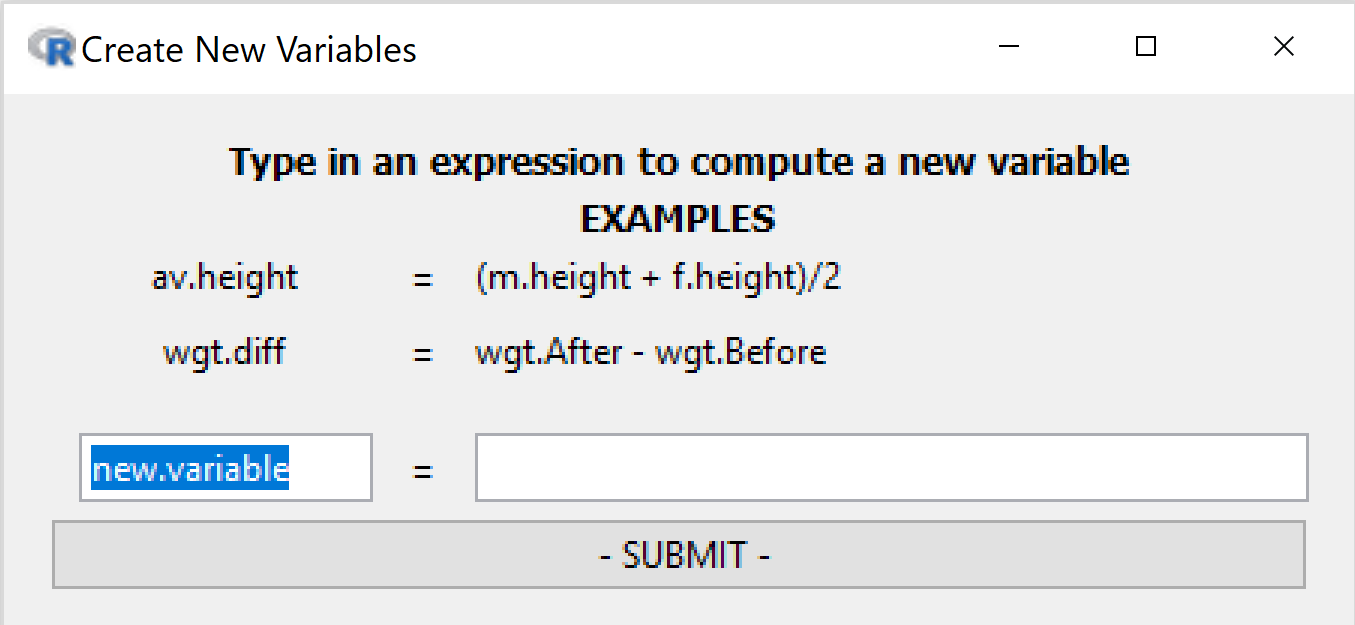 R Create New Variables
Type in an expression to compute a new variable
EXAMPLES
av.height = (m.height + f.height)/2
wgt.diff = wgt.After - wgt.Before
new.variable =
- SUBMIT -